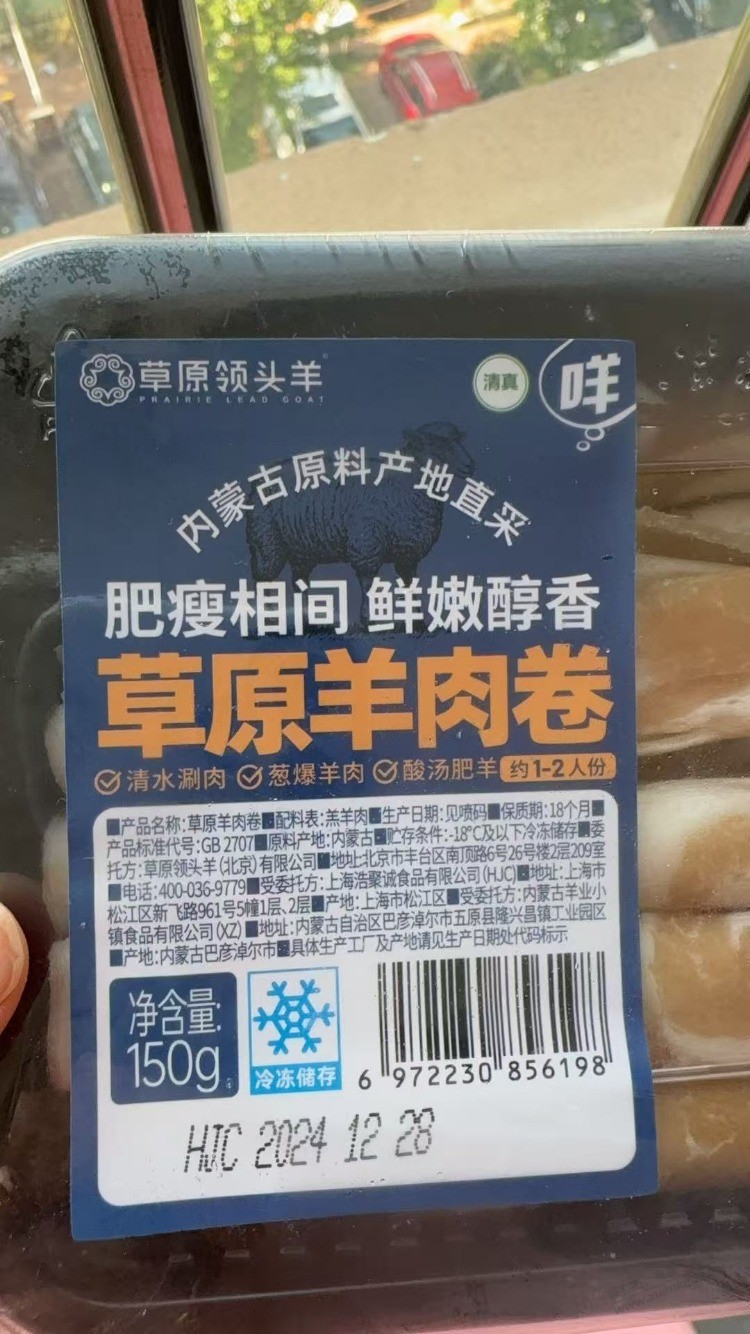 草原领头羊
PRAIRIE LEAD GOAT
清真
咩
内蒙古原料产地直采
肥瘦相间 鲜嫩醇香
草原羊肉卷
清水涮肉 葱爆羊肉 酸汤肥羊 约1-2人份
■产品名称:草原羊肉卷■配料表:羔羊肉■生产日期:见喷码■保质期:18个月■
产品标准代号:GB 2707■原料产地:内蒙古■贮存条件:-18°C及以下冷冻储存■委
托方:草原领头羊(北京)有限公司■地址:北京市丰台区南顶路6号26号楼2层209室
■电话:400-036-9779■受委托方:上海浩聚诚食品有限公司(HJC)■地址:上海市
松江区新飞路961号5幢1层、2层■产地:上海市松江区■受委托方:内蒙古羊业小
镇食品有限公司(XZ)■地址:内蒙古自治区巴彦淖尔市五原县隆兴昌镇工业园区
■产地:内蒙古巴彦淖尔市■具体生产工厂及产地请见生产日期处代码标示
净含量:
150g
冷冻储存
6 972230 856198
HJC 2024 12 28